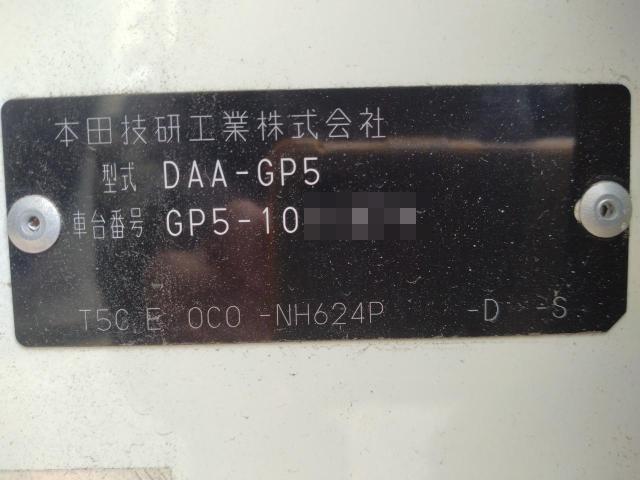 本田技研工業株式会社
型式 DAA-GP5
車台番号 GP5-10
T5C E 0C0 -NH624P -D -S